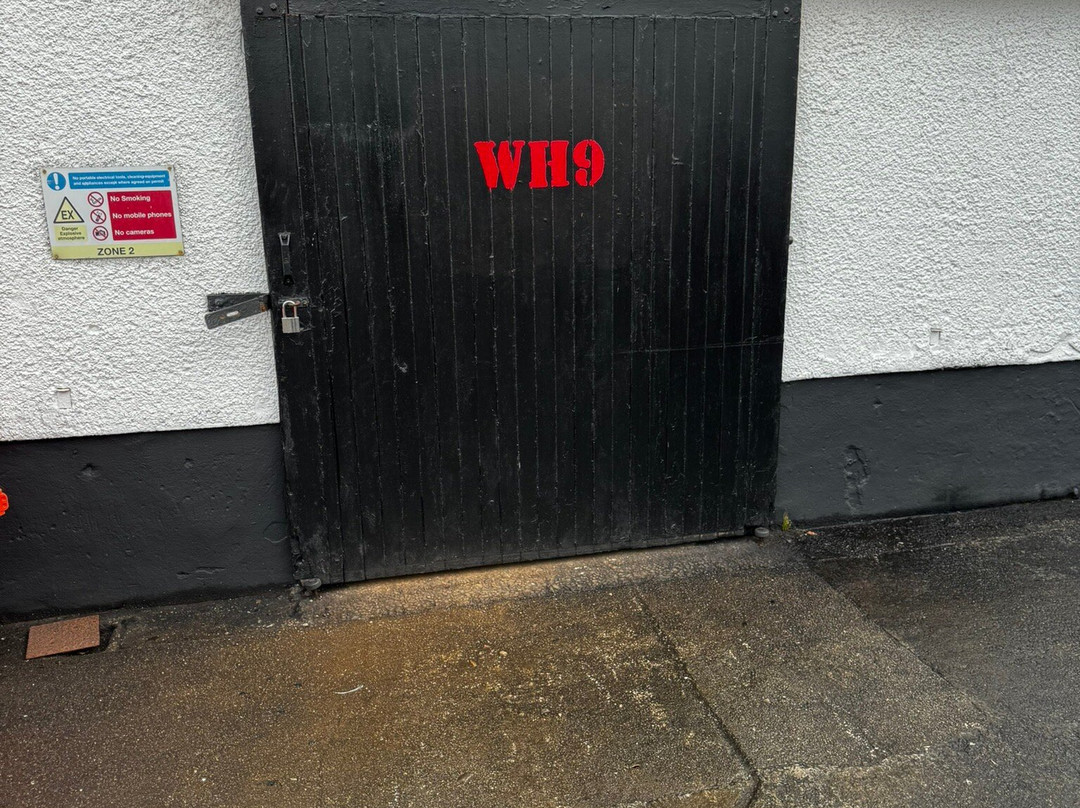 No portable electrical tools, cleaning equipment
and appliances except where agreed on permit
EX
Danger
Explosive
atmosphere
No Smoking
No mobile phones
No cameras
ZONE 2
WH9